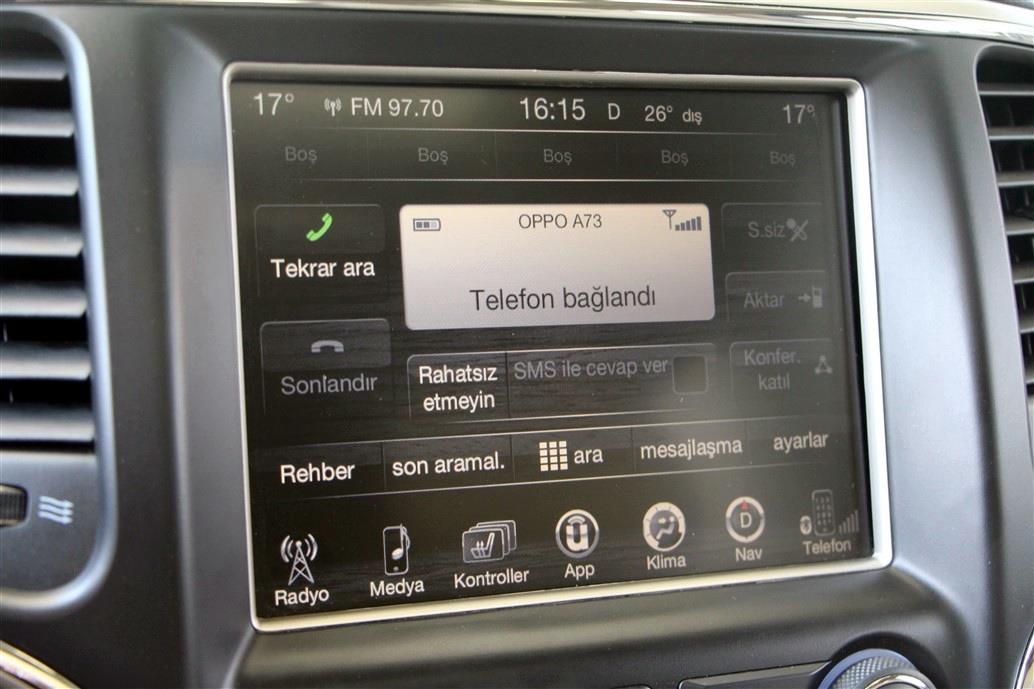 17° FM 97.70 16:15 D 26° dış 17°
Boş Boş Boş Boş Boş
OPPO A73
Telefon bağlandı
Tekrar ara
S.siz
Aktar
Sonlandır
Rahatsız
etmeyin
SMS ile cevap ver
Konfer.
katıl
Rehber son aramal. ara mesajlaşma ayarlar
Radyo Medya Kontroller App Klima D Nav Telefon